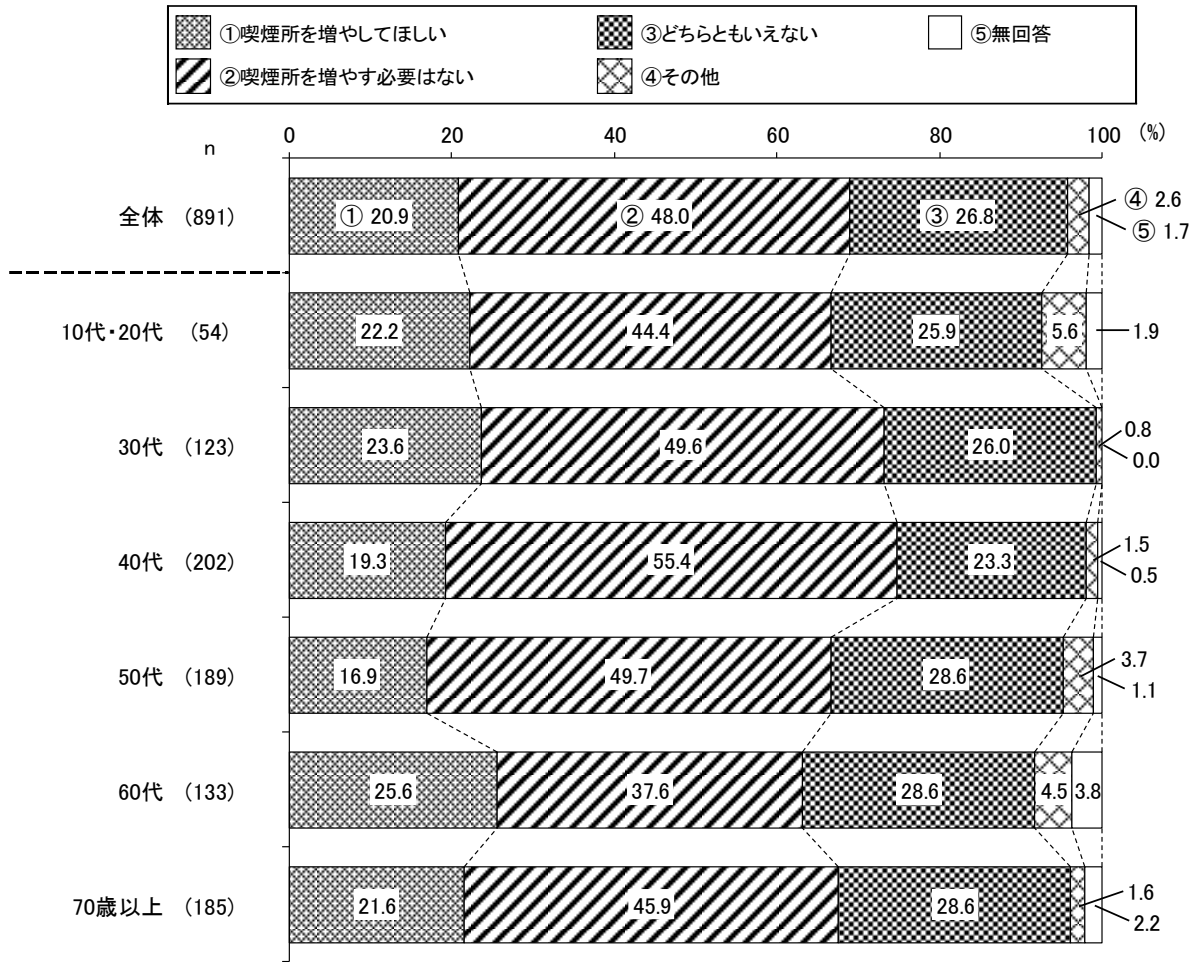 ①喫煙所を増やしてほしい ③どちらともいえない ⑤無回答
②喫煙所を増やす必要はない ④その他
0 20 40 60 80 100 (%)
n
全体 (891) ① 20.9 ② 48.0 ③ 26.8 ④ 2.6
⑤ 1.7
10代・20代 (54) 22.2 44.4 25.9 5.6 1.9
30代 (123) 23.6 49.6 26.0 0.8
0.0
40代 (202) 19.3 55.4 23.3 1.5
0.5
50代 (189) 16.9 49.7 28.6 3.7
1.1
60代 (133) 25.6 37.6 28.6 4.5 3.8
70歳以上 (185) 21.6 45.9 28.6 1.6
2.2